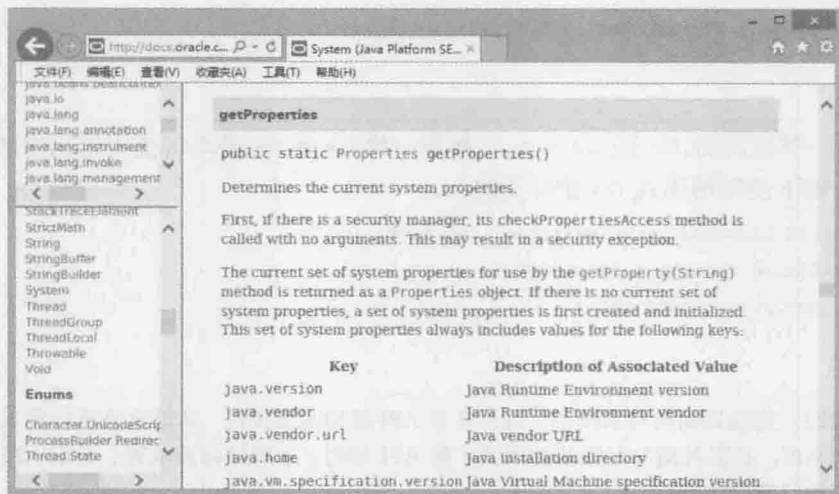 http://docs.oracle.c...
System (Java Platform SE...
文件(F) 编辑(E) 查看(V) 收藏夹(A) 工具(T) 帮助(H)
java.beans.beancontex
java.io
java.lang
java.lang.annotation
java.lang.instrument
java.lang.invoke
java.lang.management
StackTraceElement
StrictMath
String
StringBuffer
StringBuilder
System
Thread
ThreadGroup
ThreadLocal
Throwable
Void
Enums
Character.UnicodeScrip
ProcessBuilder.Redirec
Thread.State
getProperties
public static Properties getProperties()
Determines the current system properties.
First, if there is a security manager, its checkPropertiesAccess method is
called with no arguments. This may result in a security exception.
The current set of system properties for use by the getProperty(String)
method is returned as a Properties object. If there is no current set of
system properties, a set of system properties is first created and initialized.
This set of system properties always includes values for the following keys:
Key Description of Associated Value
java.version Java Runtime Environment version
java.vendor Java Runtime Environment vendor
java.vendor.url Java vendor URL
java.home Java installation directory
java.vm.specification.version Java Virtual Machine specification version